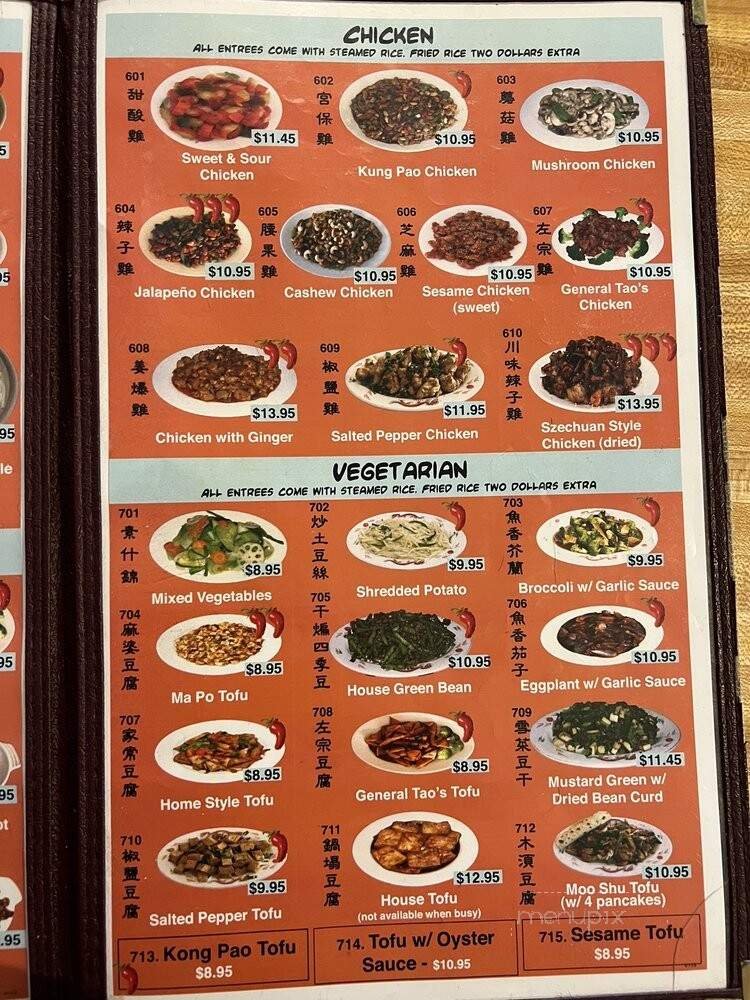 CHICKEN
ALL ENTREES COME WITH STEAMED RICE. FRIED RICE TWO DOLLARS EXTRA
601
甜酸雞
$11.45
Sweet & Sour
Chicken
602
宮保雞
$10.95
Kung Pao Chicken
603
蘑菇雞
$10.95
Mushroom Chicken
604
辣子雞
$10.95
Jalapeño Chicken
605
腰果雞
$10.95
Cashew Chicken
606
芝麻雞
$10.95
Sesame Chicken
(sweet)
607
左宗雞
$10.95
General Tao's
Chicken
608
姜爆雞
$13.95
Chicken with Ginger
609
椒鹽雞
$11.95
Salted Pepper Chicken
610
川味辣子雞
$13.95
Szechuan Style
Chicken (dried)
VEGETARIAN
ALL ENTREES COME WITH STEAMED RICE. FRIED RICE TWO DOLLARS EXTRA
701
素什錦
$8.95
Mixed Vegetables
702
炒土豆絲
$9.95
Shredded Potato
703
魚香芥蘭
$9.95
Broccoli w/ Garlic Sauce
704
麻婆豆腐
$8.95
Ma Po Tofu
705
干煸四季豆
$10.95
House Green Bean
706
魚香茄子
$10.95
Eggplant w/ Garlic Sauce
707
家常豆腐
$8.95
Home Style Tofu
708
左宗豆腐
$8.95
General Tao's Tofu
709
雪菜豆干
$11.45
Mustard Green w/
Dried Bean Curd
710
椒鹽豆腐
$9.95
Salted Pepper Tofu
711
鍋塌豆腐
$12.95
House Tofu
(not available when busy)
712
木須豆腐
$10.95
Moo Shu Tofu
(w/ 4 pancakes)
713. Kong Pao Tofu
$8.95
714. Tofu w/ Oyster
Sauce - $10.95
715. Sesame Tofu
$8.95
menupix